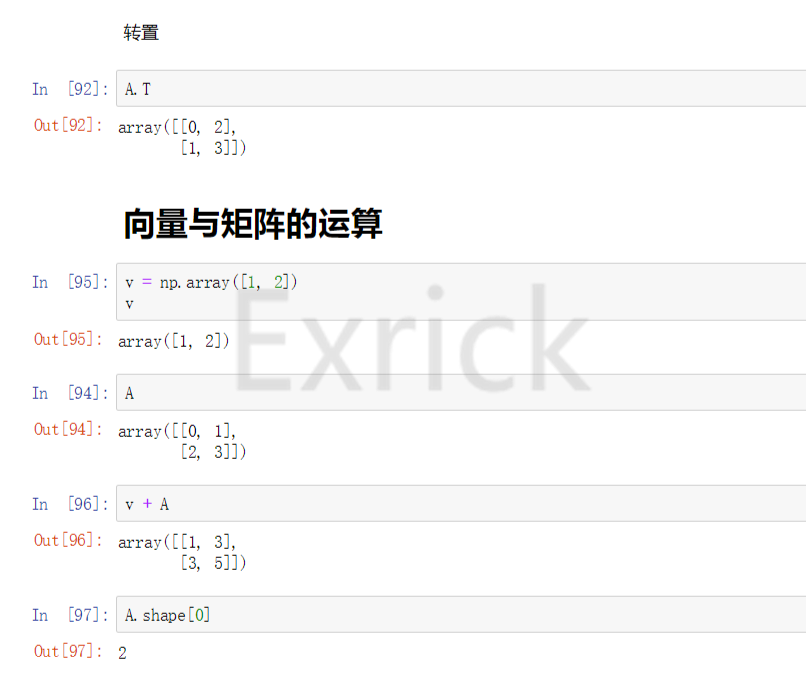 转置
In [92]: A.T
Out[92]: array([[0, 2],
[1, 3]])
向量与矩阵的运算
In [95]: v = np.array([1, 2])
v
Out[95]: array([1, 2])
Exrick
In [94]: A
Out[94]: array([[0, 1],
[2, 3]])
In [96]: v + A
Out[96]: array([[1, 3],
[3, 5]])
In [97]: A.shape[0]
Out[97]: 2